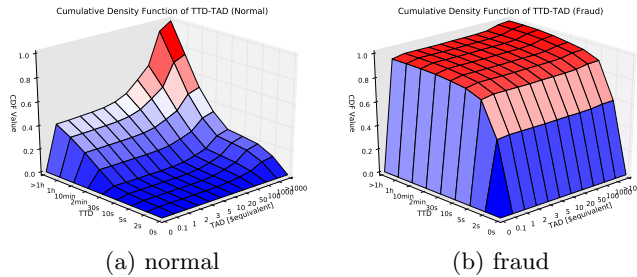 Cumulative Density Function of TTD-TAD (Normal)
1.0
0.8
0.6
0.4
0.2
0.0
CDF Value
>1h
1h
10min
2min
30s
10s
5s
2s
0s
TTD
0
0.1
1
2
3
5
10
20
50
100
1000
>1000
TAD [$equivalent]
(a) normal
Cumulative Density Function of TTD-TAD (Fraud)
1.0
0.8
0.6
0.4
0.2
0.0
CDF Value
>1h
1h
10min
2min
30s
10s
5s
2s
0s
TTD
0
0.1
1
2
3
5
10
20
50
100
1000
>1000
TAD [$equivalent]
(b) fraud